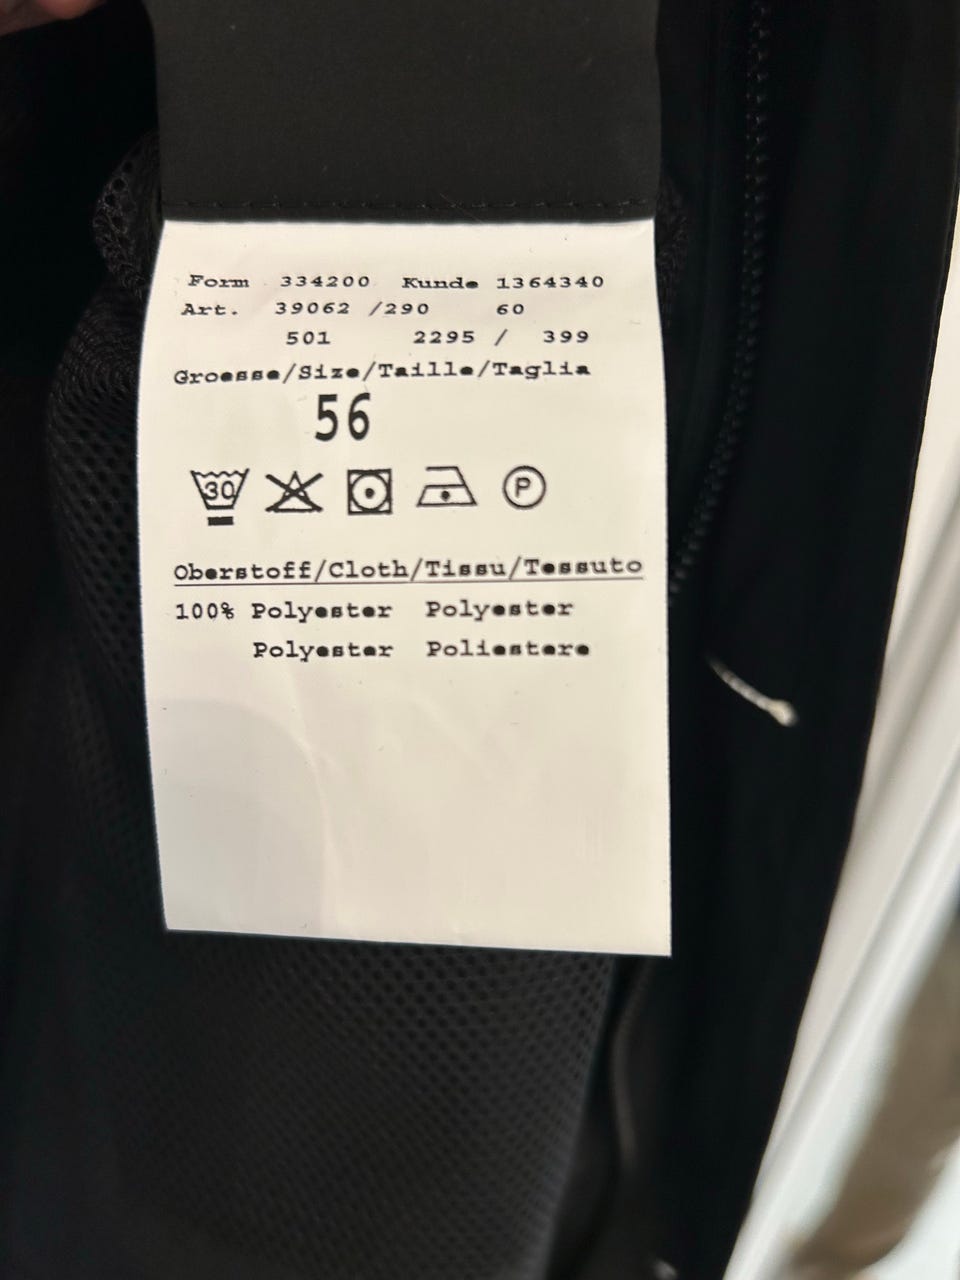 Form 334200 Kunde 1364340
Art. 39062 /290 60
501 2295 / 399
Groesse/Size/Taille/Taglia
56
30 P
Oberstoff/Cloth/Tissu/Tessuto
100% Polyester Polyester
Polyester Poliestere